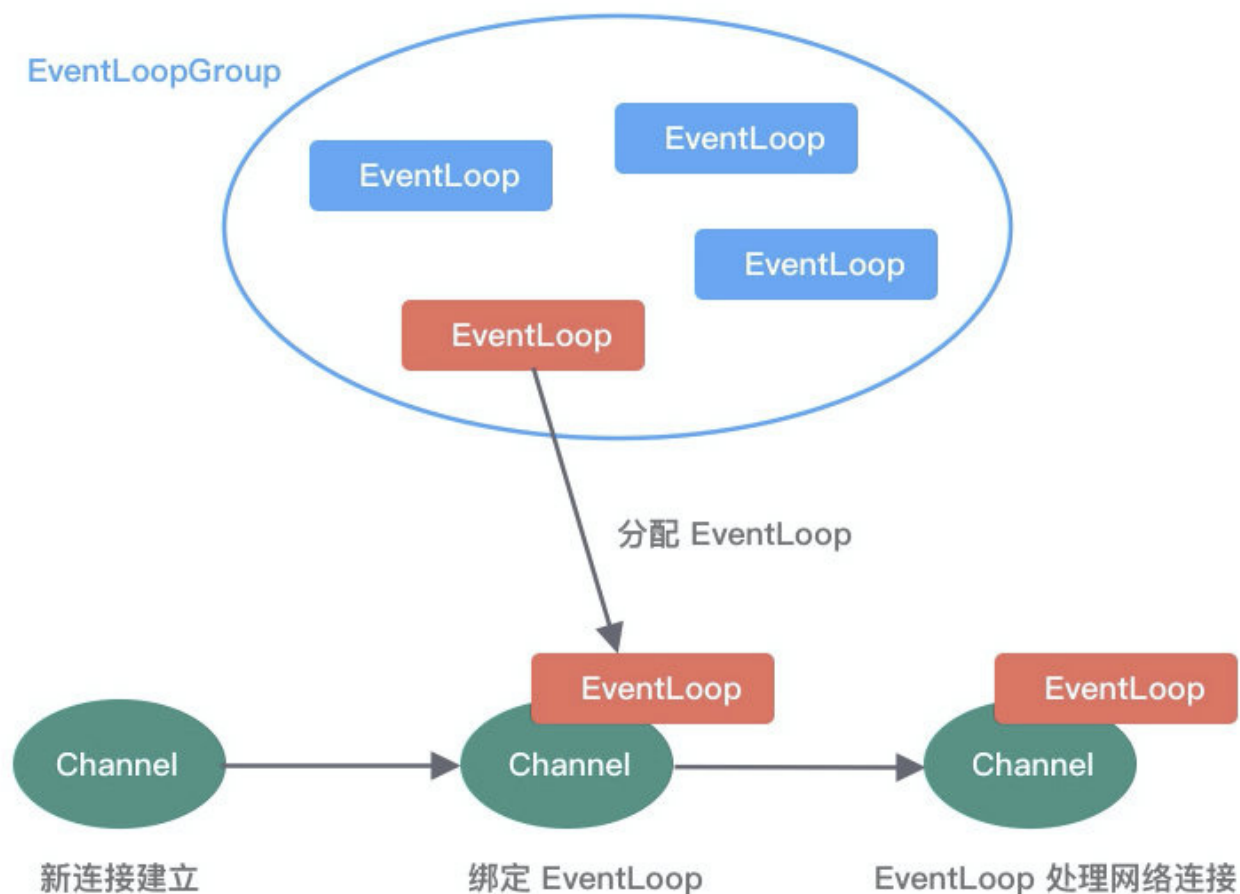 EventLoopGroup
EventLoop
EventLoop
EventLoop
EventLoop
分配 EventLoop
EventLoop
EventLoop
Channel
Channel
Channel
新连接建立
绑定 EventLoop
EventLoop 处理网络连接